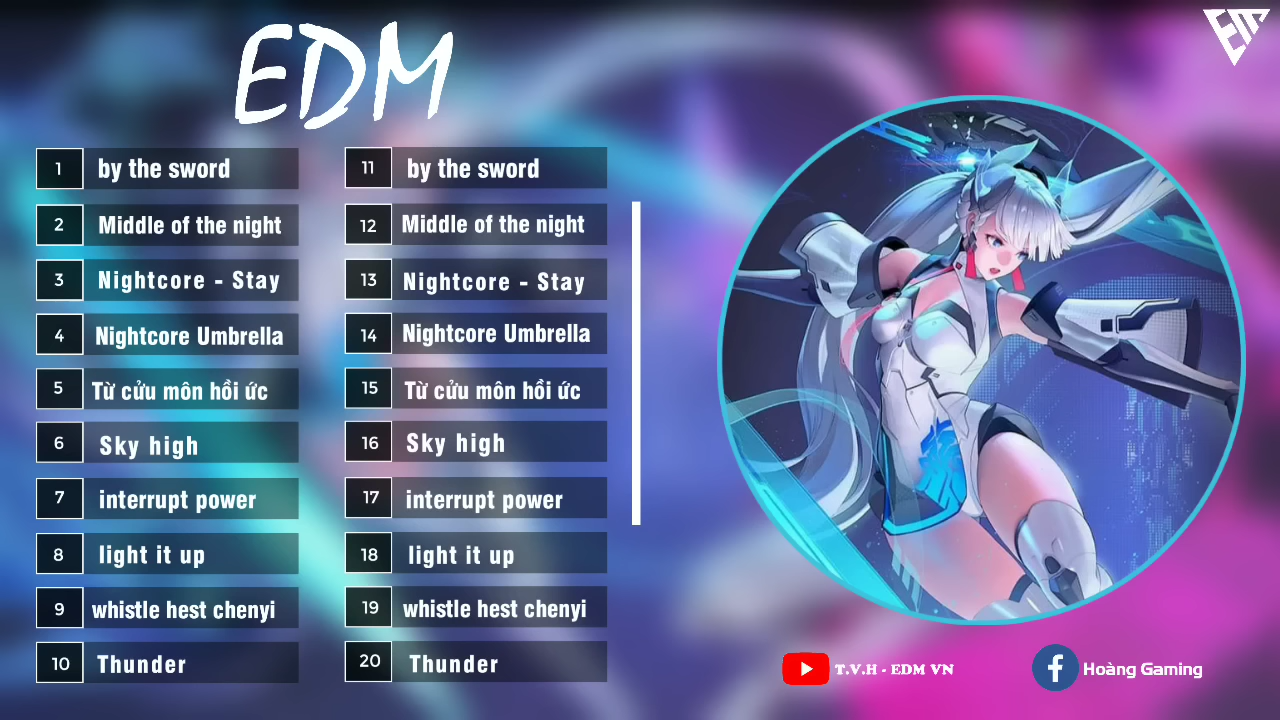 EDM
1 by the sword
2 Middle of the night
3 Nightcore - Stay
4 Nightcore Umbrella
5 Từ cửu môn hồi ức
6 Sky high
7 interrupt power
8 light it up
9 whistle hest chenyi
10 Thunder
11 by the sword
12 Middle of the night
13 Nightcore - Stay
14 Nightcore Umbrella
15 Từ cửu môn hồi ức
16 Sky high
17 interrupt power
18 light it up
19 whistle hest chenyi
20 Thunder
T.V.H - EDM VN
Hoàng Gaming